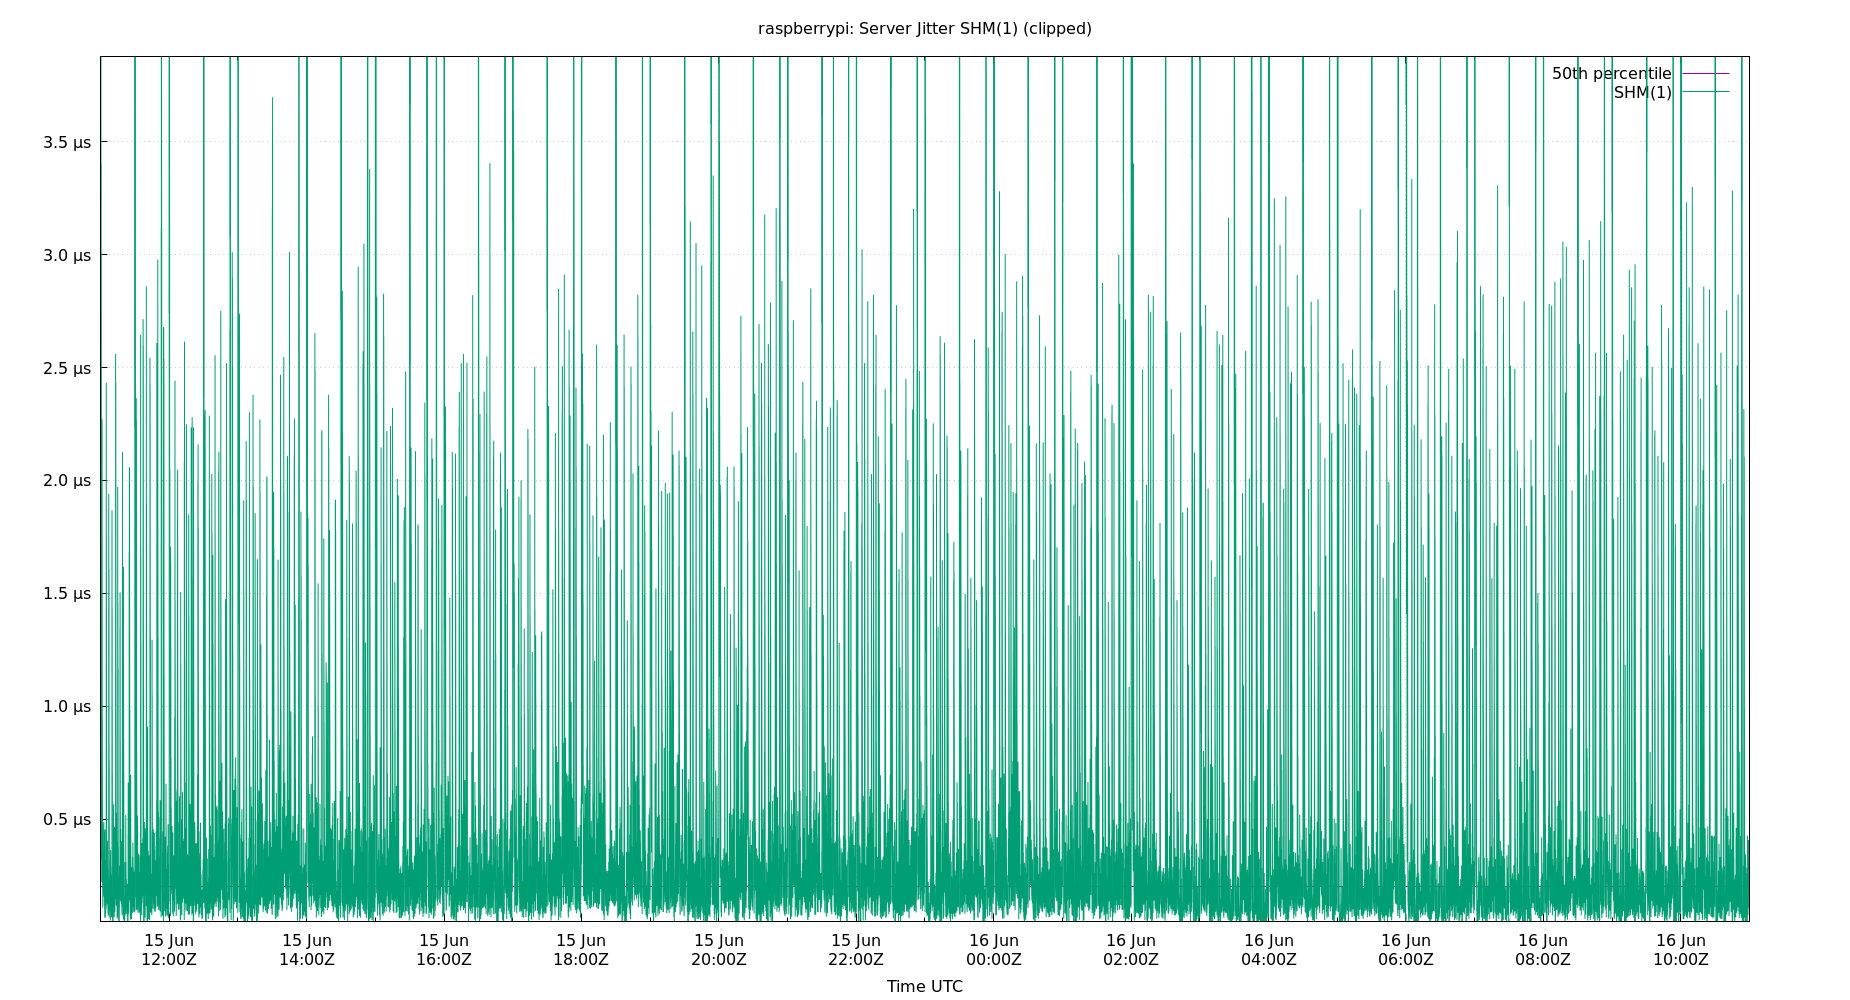 raspberrypi: Server Jitter SHM(1) (clipped)
50th percentile
SHM(1)
3.5 µs
3.0 µs
2.5 µs
2.0 µs
1.5 µs
1.0 µs
0.5 µs
15 Jun 15 Jun 15 Jun 15 Jun 15 Jun 15 Jun 16 Jun 16 Jun 16 Jun 16 Jun 16 Jun 16 Jun
12:00Z 14:00Z 16:00Z 18:00Z 20:00Z 22:00Z 00:00Z 02:00Z 04:00Z 06:00Z 08:00Z 10:00Z
Time UTC